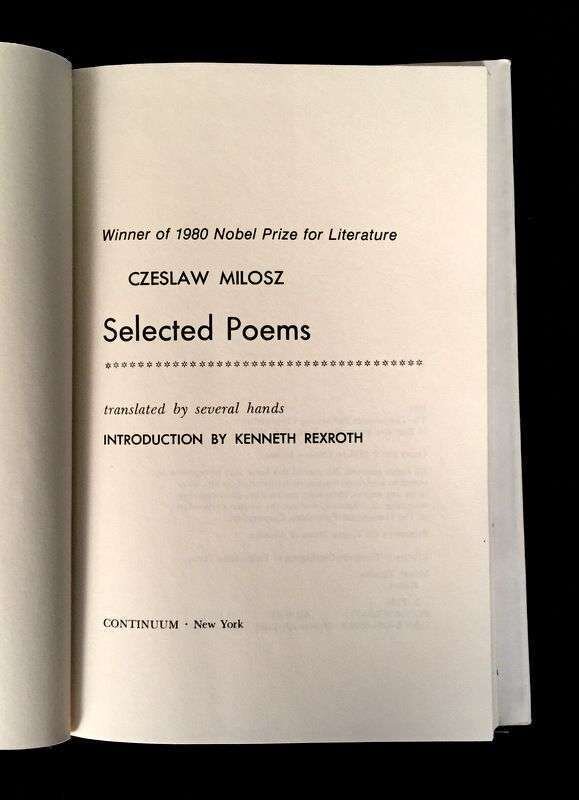 Winner of 1980 Nobel Prize for Literature
CZESLAW MILOSZ
Selected Poems
************************************
translated by several hands
INTRODUCTION BY KENNETH REXROTH
CONTINUUM · New York